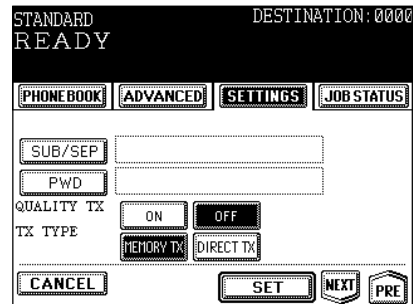 STANDARD DESTINATION:0000
READY
PHONE BOOK ADVANCED SETTINGS JOB STATUS
SUB/SEP
PWD
QUALITY TX ON OFF
TX TYPE MEMORY TX DIRECT TX
CANCEL SET NEXT PRE